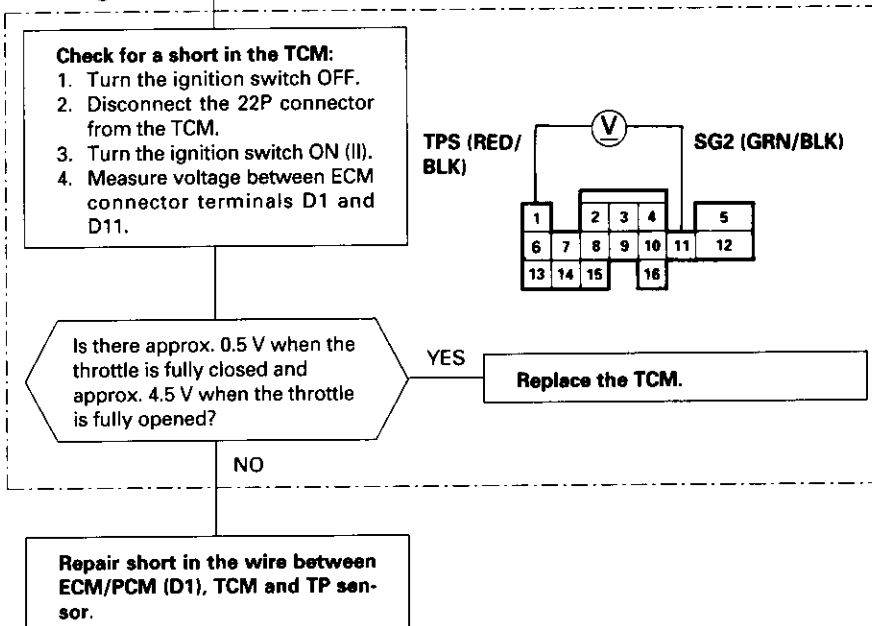 Check for a short in the TCM:
1. Turn the ignition switch OFF.
2. Disconnect the 22P connector
from the TCM.
3. Turn the ignition switch ON (II).
4. Measure voltage between ECM
connector terminals D1 and
D11.
TPS (RED/
BLK)
V
SG2 (GRN/BLK)
1 2 3 4 5
6 7 8 9 10 11 12
13 14 15 16
Is there approx. 0.5 V when the
throttle is fully closed and
approx. 4.5 V when the throttle
is fully opened?
YES
Replace the TCM.
NO
Repair short in the wire between
ECM/PCM (D1), TCM and TP sen-
sor.